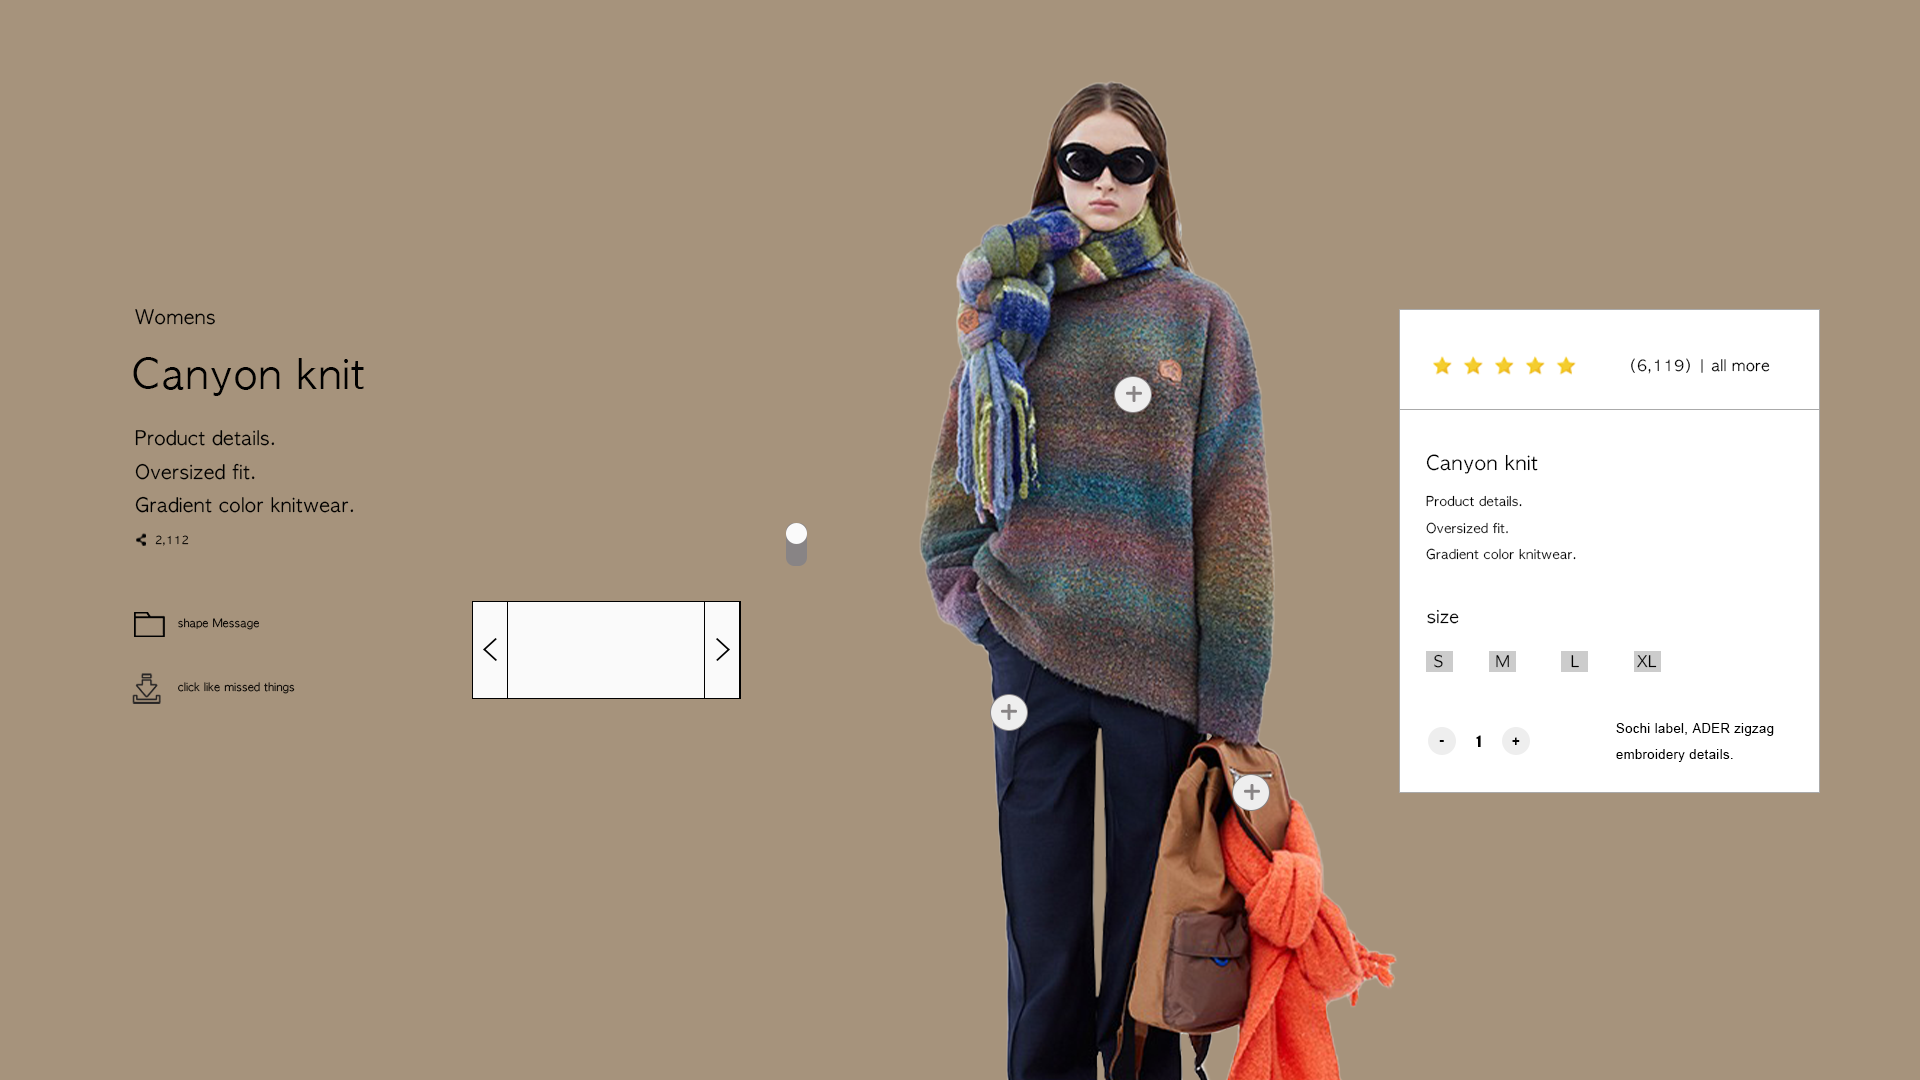 Womens
Canyon knit
Product details.
Oversized fit.
Gradient color knitwear.
2,112
shape Message
click like missed things
(6,119) | all more
Canyon knit
Product details.
Oversized fit.
Gradient color knitwear.
size
S M L XL
- 1 +
Sochi label, ADER zigzag
embroidery details.